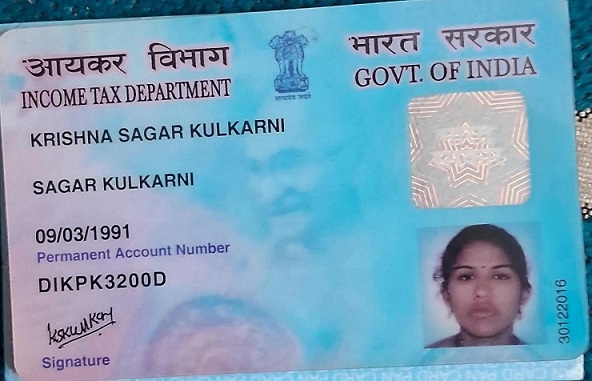 आयकर विभाग
INCOME TAX DEPARTMENT
सत्यमेव जयते
भारत सरकार
GOVT. OF INDIA
KRISHNA SAGAR KULKARNI
SAGAR KULKARNI
09/03/1991
Permanent Account Number
DIKPK3200D
Signature
30122016